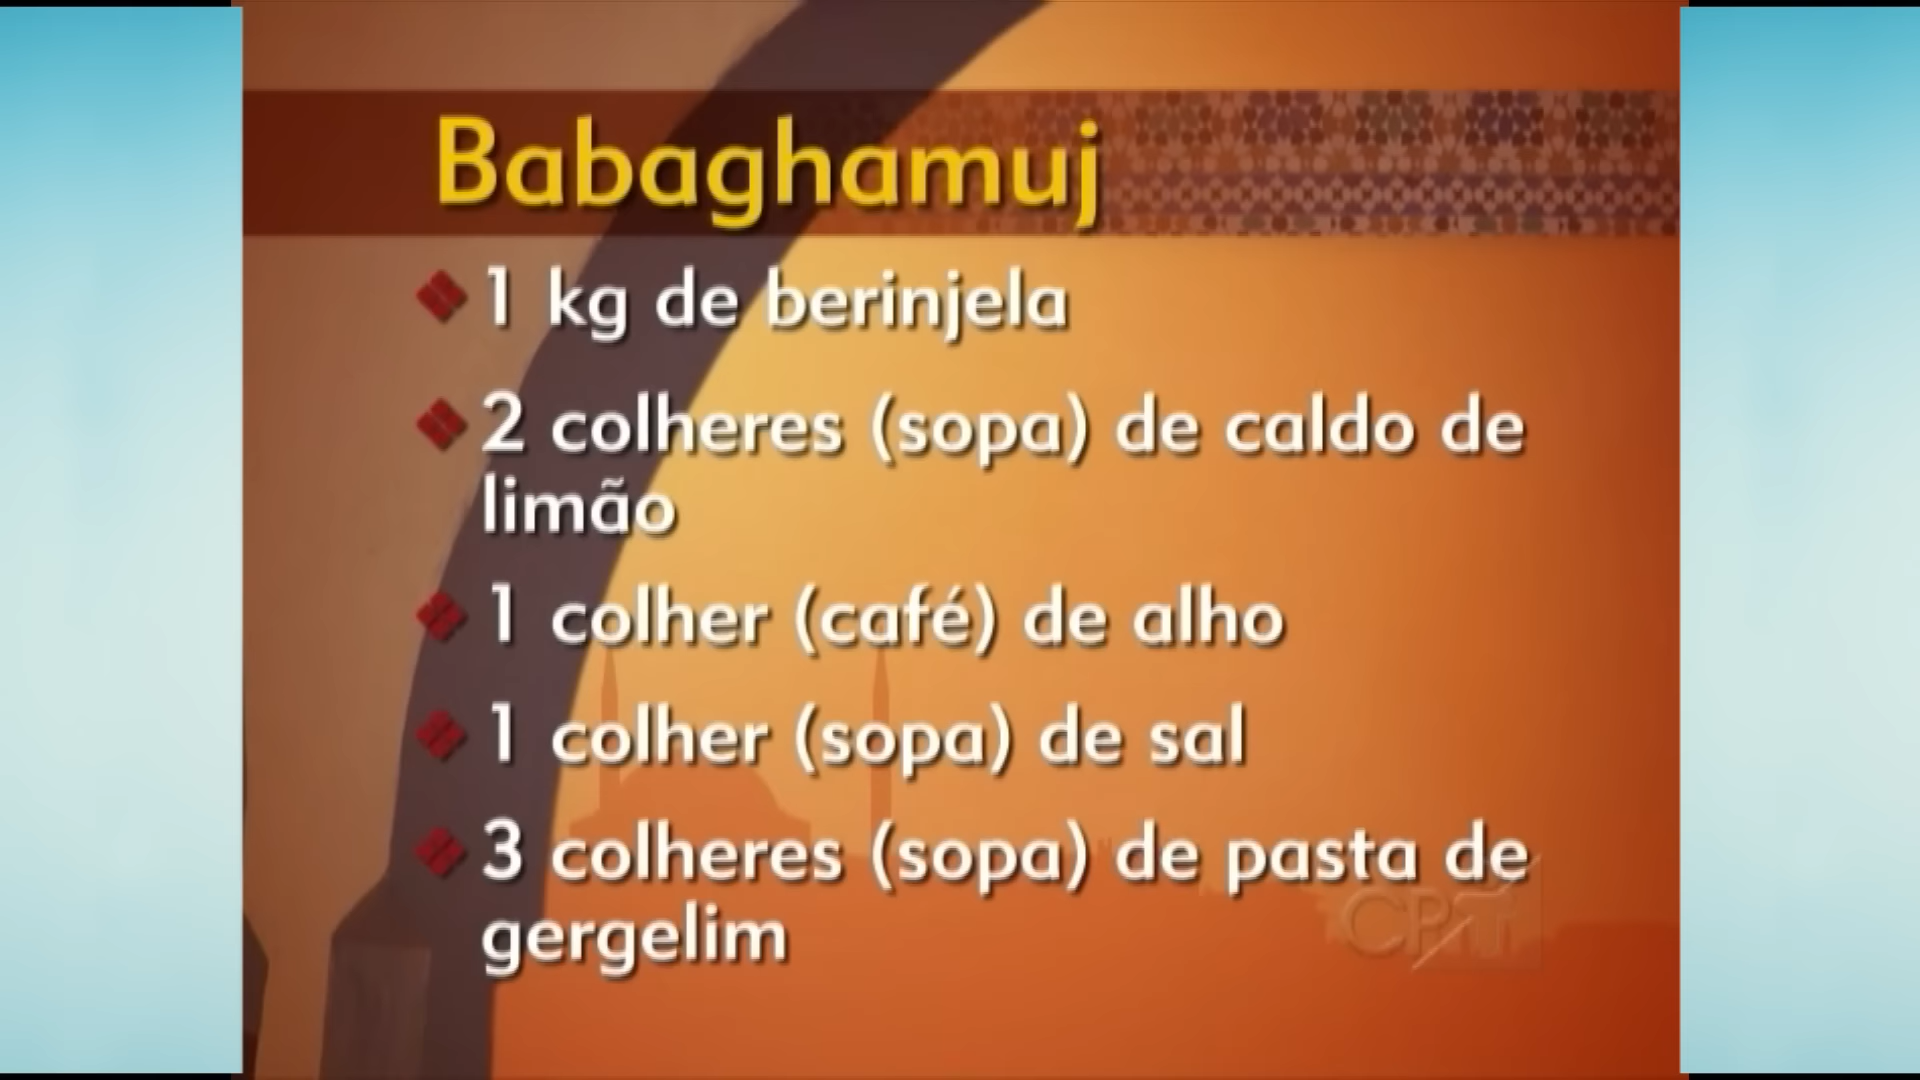 Babaghamuj
1 kg de berinjela
2 colheres (sopa) de caldo de
limão
1 colher (café) de alho
1 colher (sopa) de sal
3 colheres (sopa) de pasta de
gergelim
CPT